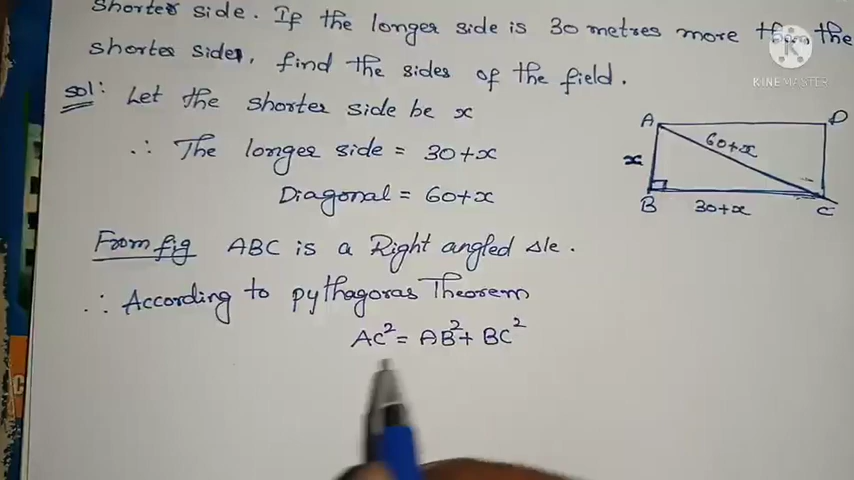 shorter side. If the longer side is 30 metres more than the
shorter side, find the sides of the field.
Sol: Let the shorter side be x
∴ The longer side = 30+x
Diagonal = 60+x
From fig ABC is a Right angled Δle.
∴ According to pythagoras Theorem
AC² = AB² + BC²
A D
60+x
x
B 30+x C
KINEMASTER